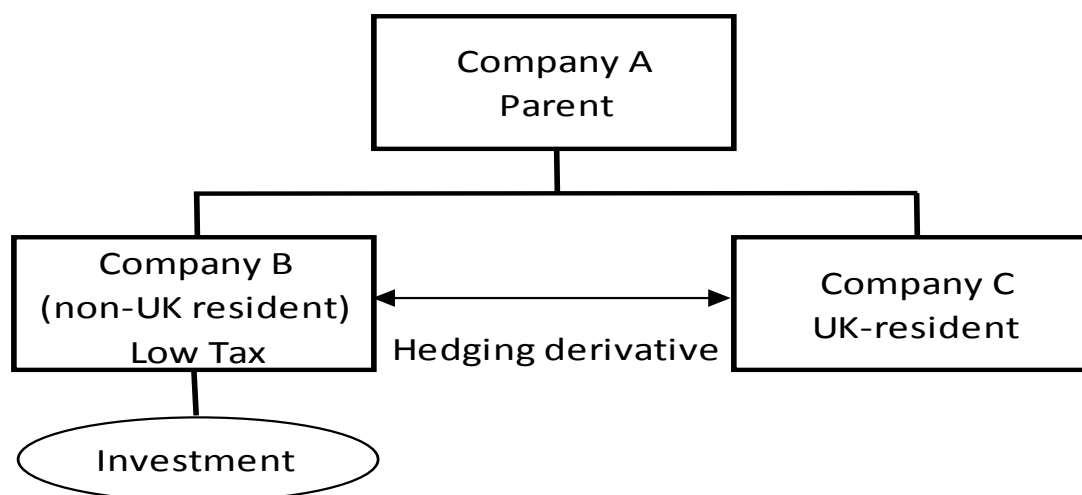 Company A
Parent
Company B
(non-UK resident)
Low Tax
Hedging derivative
Company C
UK-resident
Investment